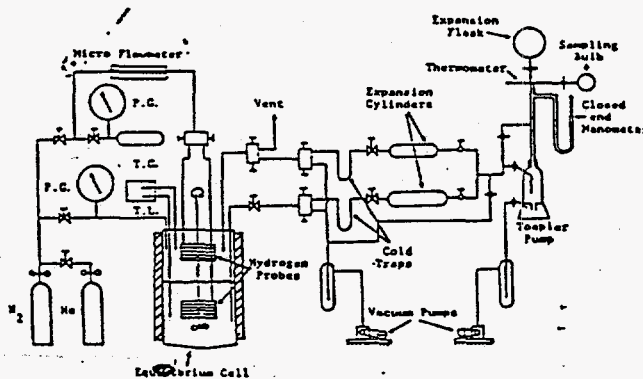 Expansion
Flask
Sampling
Bulb
Micro Flowmeter
Thermometer
P.G.
Expansion
Cylinders
Vent
Closed
end
Manometer
T.C.
P.G.
T.L.
Toepler
Pump
Cold
Traps
Hydrogen
Probes
N2
He
Vacuum Pumps
Equilibrium Cell